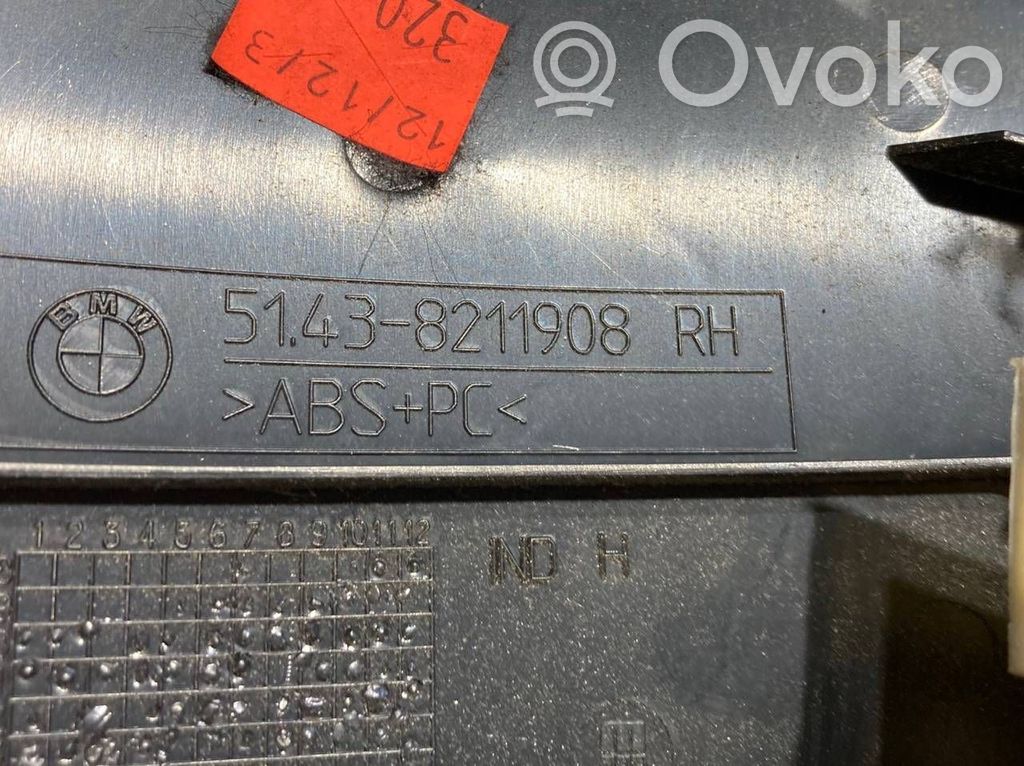 320
12/12/13
Ovoko
BMW
51.43-8211908 RH
>ABS+PC<
1 2 3 4 5 6 7 8 9 10 11 12
IND H